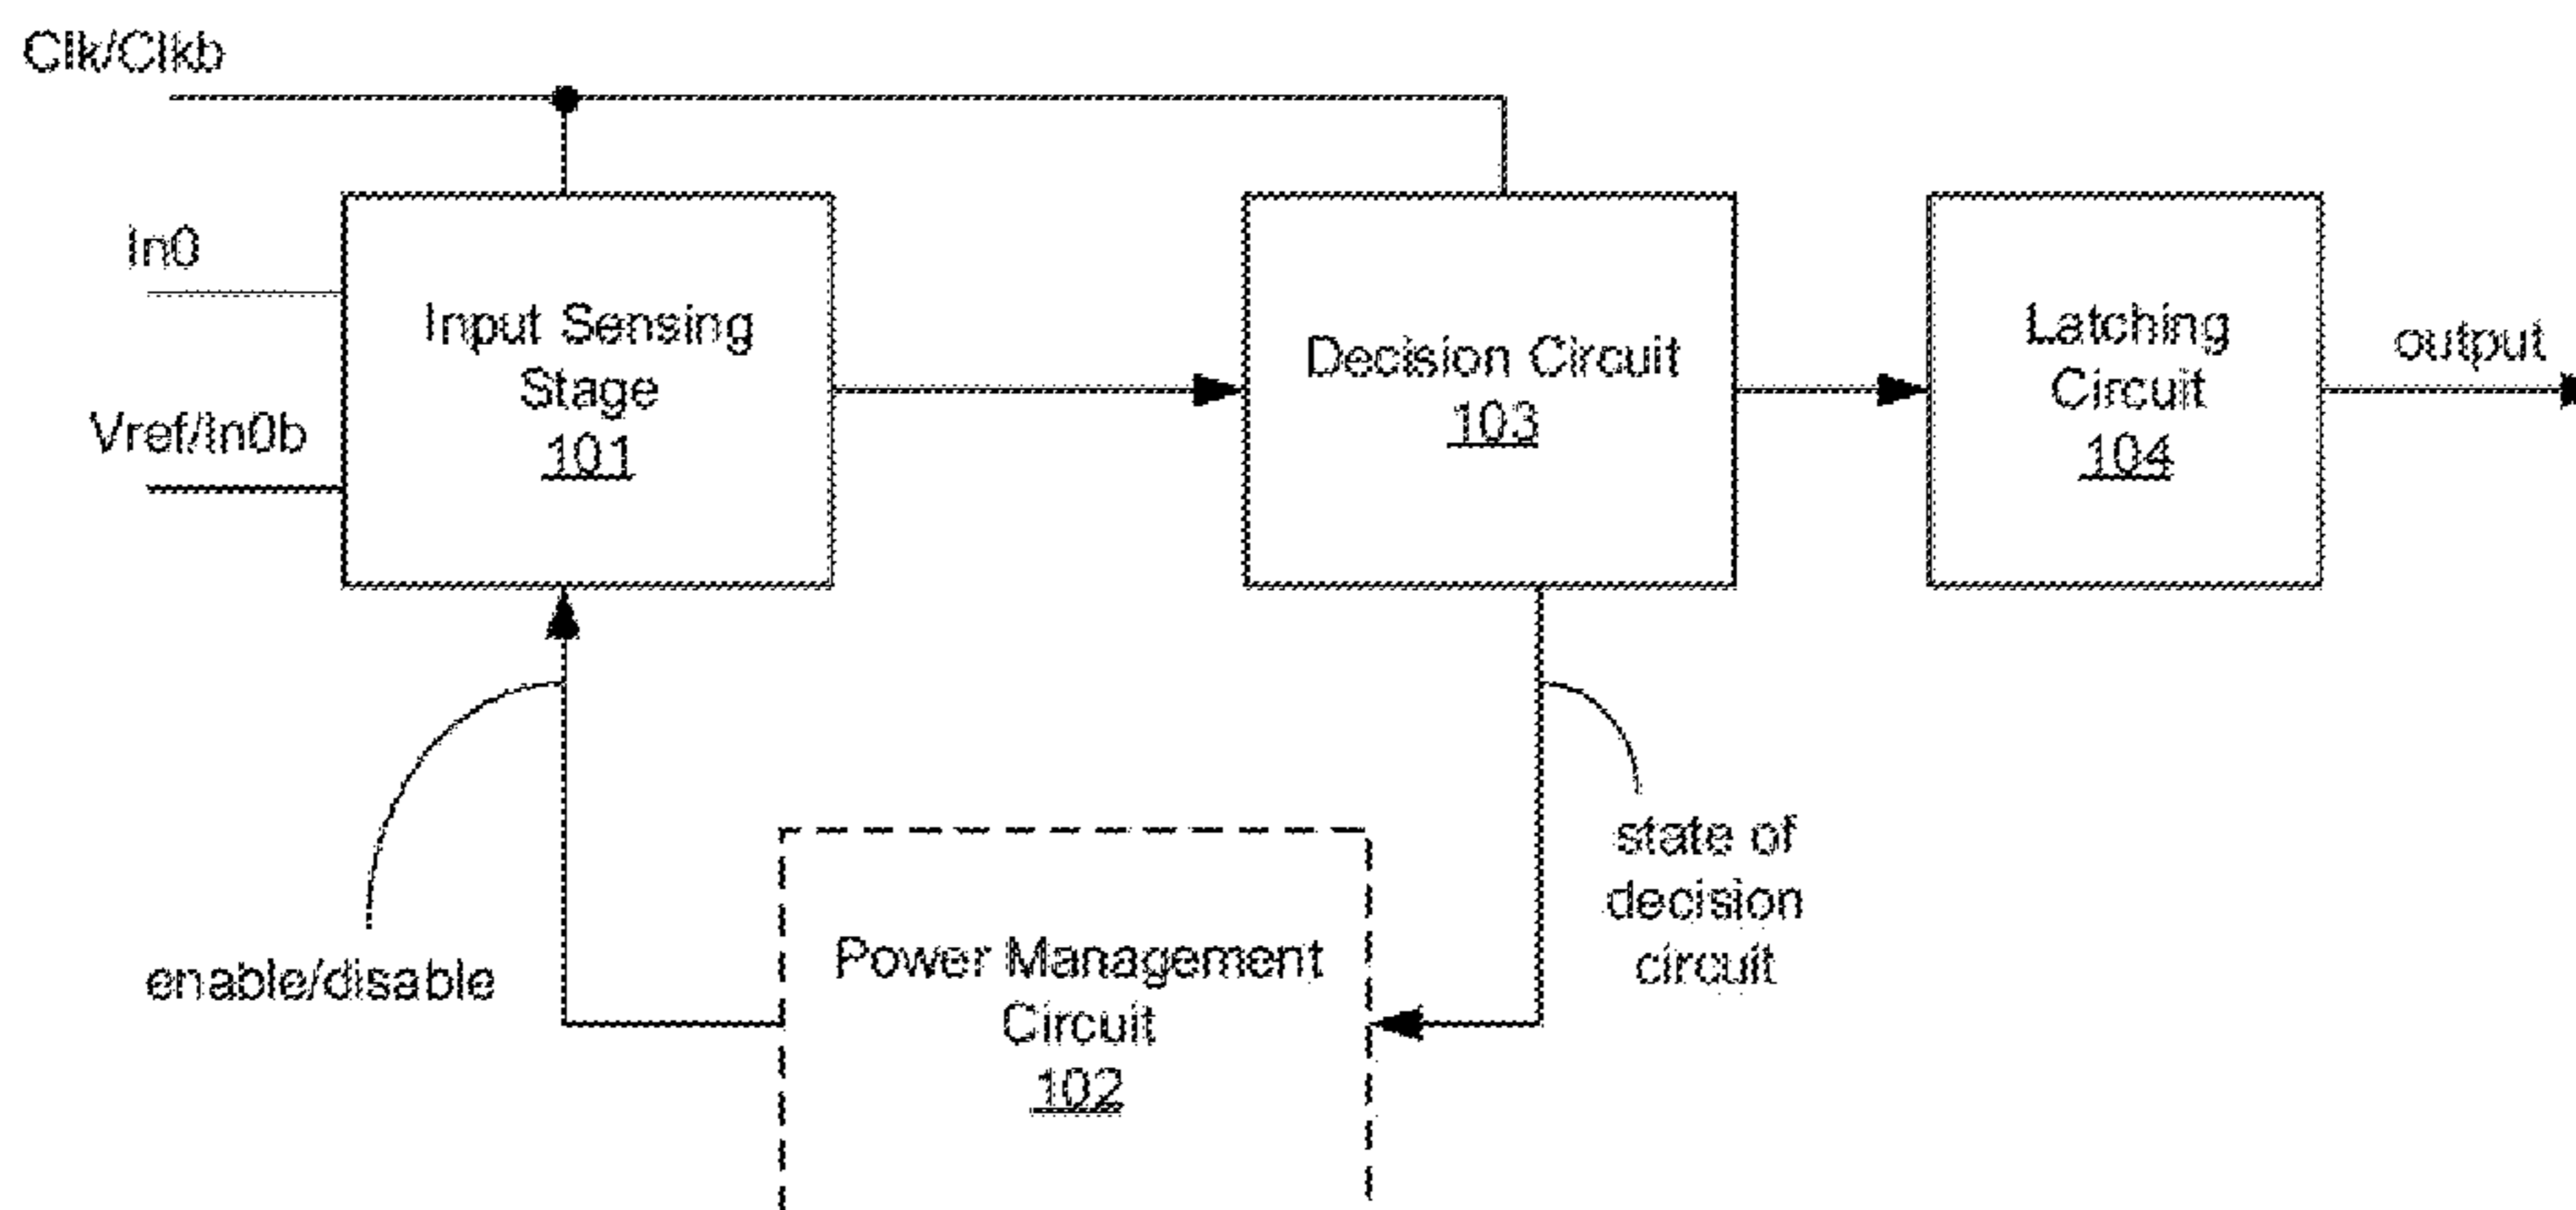 Clk/Clkb
In0
Vref/In0b
Input Sensing
Stage
101
Decision Circuit
103
Latching
Circuit
104
output
enable/disable
Power Management
Circuit
102
state of
decision
circuit